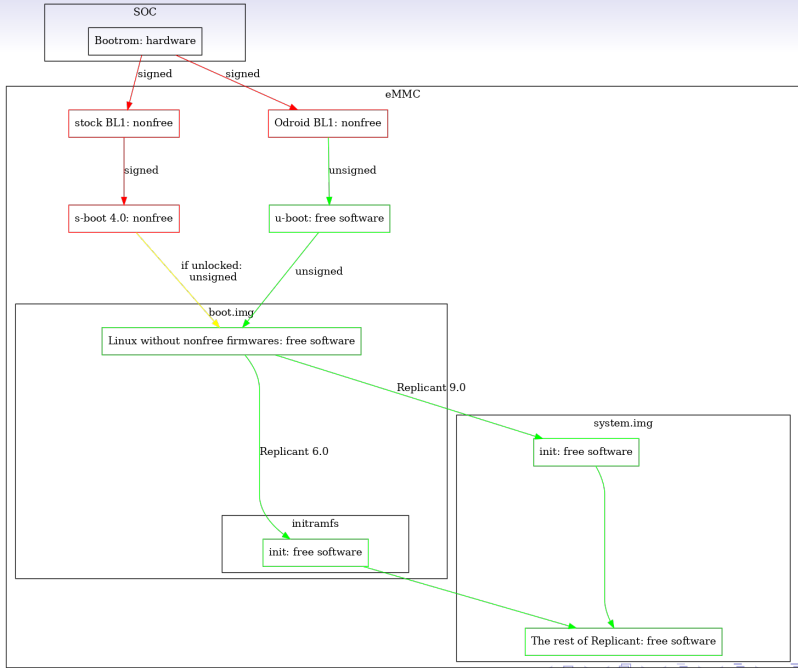 SOC
Bootrom: hardware
signed
signed
eMMC
stock BL1: nonfree
Odroid BL1: nonfree
signed
unsigned
s-boot 4.0: nonfree
u-boot: free software
if unlocked:
unsigned
unsigned
boot.img
Linux without nonfree firmwares: free software
Replicant 9.0
system.img
init: free software
Replicant 6.0
initramfs
init: free software
The rest of Replicant: free software